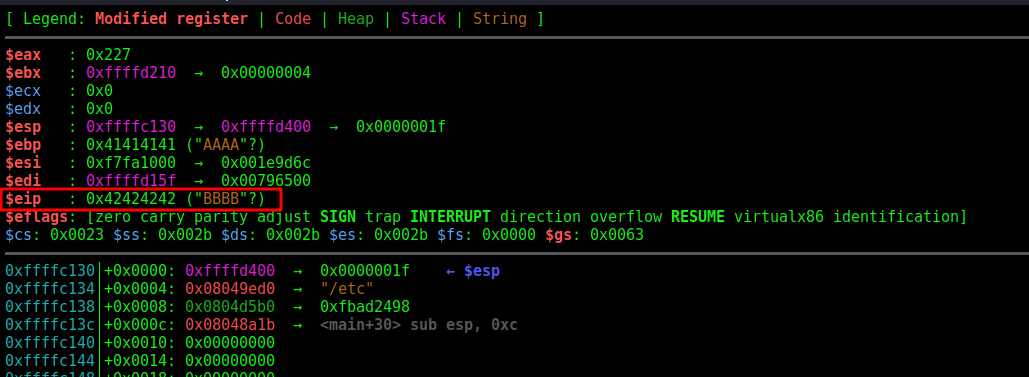 [ Legend: Modified register | Code | Heap | Stack | String ]
$eax   : 0x227
$ebx   : 0xffffd210  →  0x00000004
$ecx   : 0x0
$edx   : 0x0
$esp   : 0xffffc130  →  0xffffd400  →  0x0000001f
$ebp   : 0x41414141 ("AAAA"?)
$esi   : 0xf7fa1000  →  0x001e9d6c
$edi   : 0xffffd15f  →  0x00796500
$eip   : 0x42424242 ("BBBB"?)
$eflags: [zero carry parity adjust SIGN trap INTERRUPT direction overflow RESUME virtualx86 identification]
$cs: 0x0023 $ss: 0x002b $ds: 0x002b $es: 0x002b $fs: 0x0000 $gs: 0x0063
0xffffc130│+0x0000: 0xffffd400  →  0x0000001f    ← $esp
0xffffc134│+0x0004: 0x08049ed0  →  "/etc"
0xffffc138│+0x0008: 0x0804d5b0  →  0xfbad2498
0xffffc13c│+0x000c: 0x08048a1b  →  <main+30> sub esp, 0xc
0xffffc140│+0x0010: 0x00000000
0xffffc144│+0x0014: 0x00000000
0xffffc148│+0x0018: 0x00000000